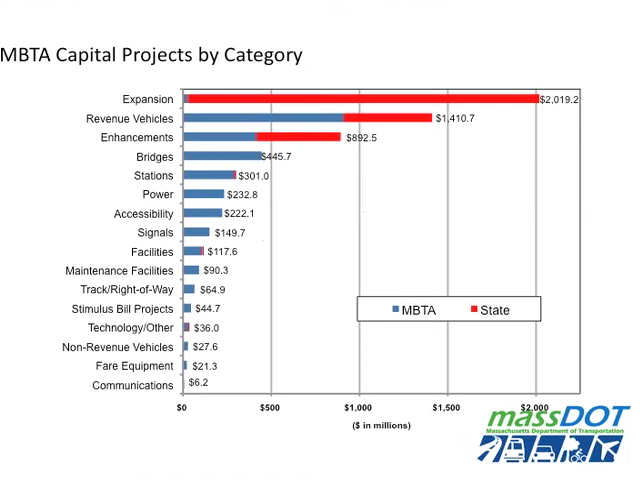 MBTA Capital Projects by Category
Expansion $2,019.2
Revenue Vehicles $1,410.7
Enhancements $892.5
Bridges $445.7
Stations $301.0
Power $232.8
Accessibility $222.1
Signals $149.7
Facilities $117.6
Maintenance Facilities $90.3
Track/Right-of-Way $64.9
Stimulus Bill Projects $44.7
MBTA State
Technology/Other $36.0
Non-Revenue Vehicles $27.6
Fare Equipment $21.3
Communications $6.2
$0 $500 $1,000 $1,500 $2,000
($ in millions)
massDOT
Massachusetts Department of Transportation